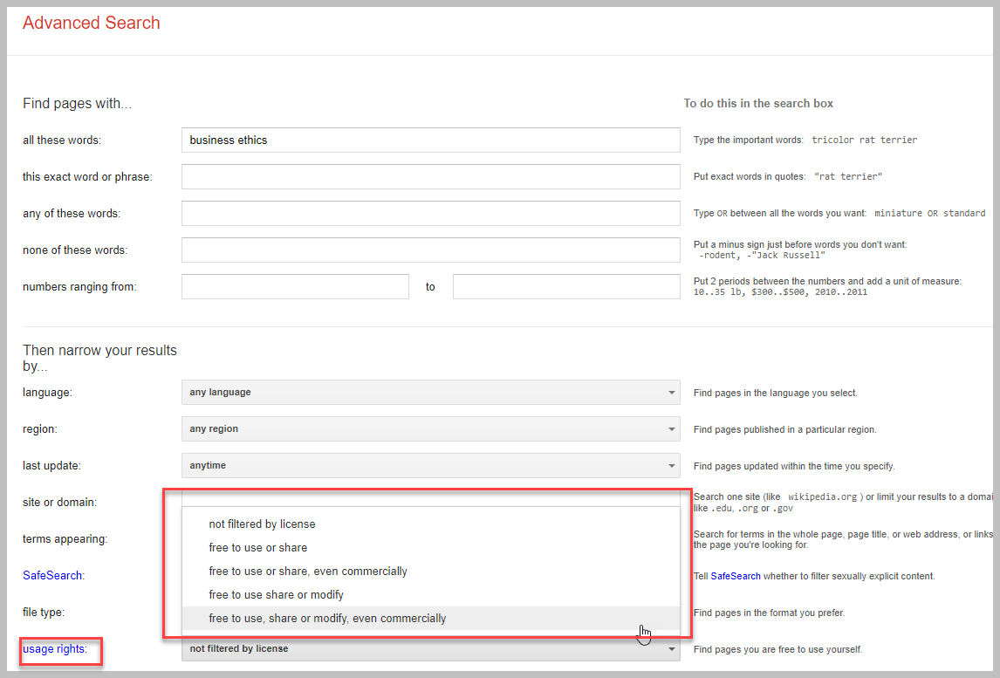 Advanced Search
Find pages with...
To do this in the search box
all these words:
business ethics
Type the important words: tricolor rat terrier
this exact word or phrase:
Put exact words in quotes: "rat terrier"
any of these words:
Type OR between all the words you want: miniature OR standard
none of these words:
Put a minus sign just before words you don't want:
-rodent, -"Jack Russell"
numbers ranging from:
to
Put 2 periods between the numbers and add a unit of measure:
10..35 lb, $300..$500, 2010..2011
Then narrow your results
by...
language:
any language
Find pages in the language you select.
region:
any region
Find pages published in a particular region.
last update:
anytime
Find pages updated within the time you specify.
site or domain:
Search one site (like wikipedia.org ) or limit your results to a domai
like .edu, .org or .gov
not filtered by license
terms appearing:
free to use or share
Search for terms in the whole page, page title, or web address, or links
the page you're looking for.
SafeSearch:
free to use or share, even commercially
Tell SafeSearch whether to filter sexually explicit content.
free to use share or modify
file type:
free to use, share or modify, even commercially
Find pages in the format you prefer.
usage rights:
not filtered by license
Find pages you are free to use yourself.